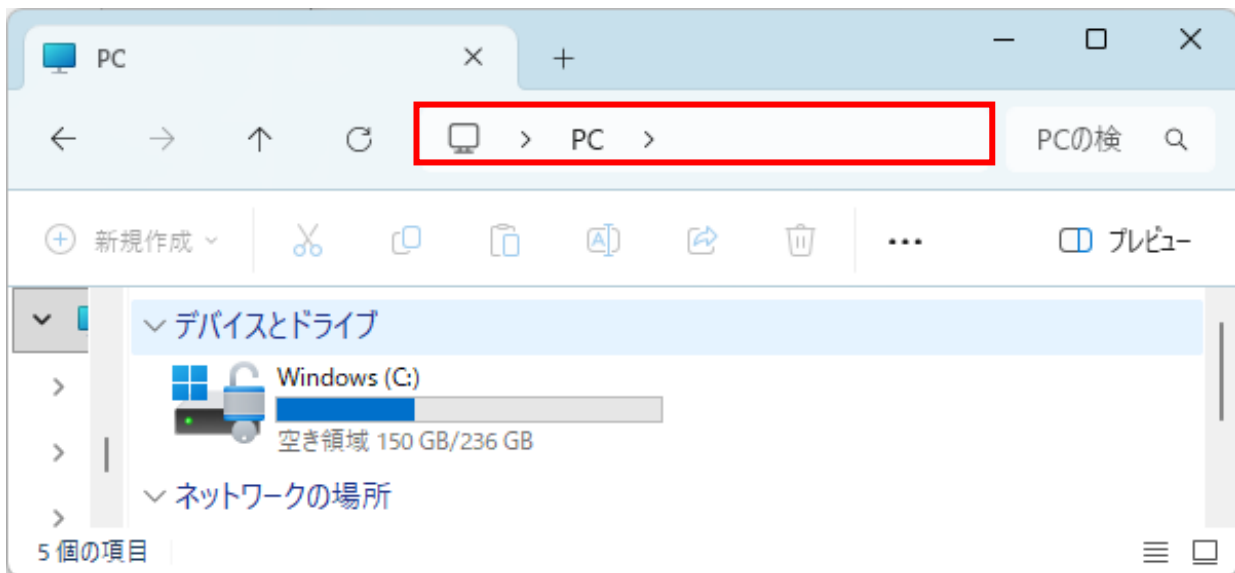 PC
PC
PCの検
新規作成
プレビュー
デバイスとドライブ
Windows (C:)
空き領域 150 GB/236 GB
ネットワークの場所
5 個の項目